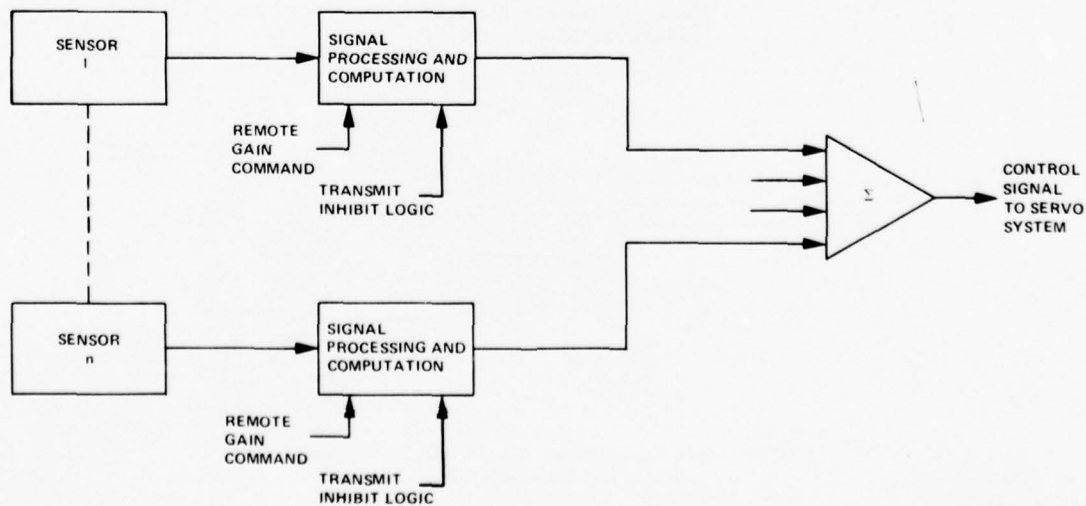 SENSOR
1
SIGNAL
PROCESSING AND
COMPUTATION
REMOTE
GAIN
COMMAND
TRANSMIT
INHIBIT LOGIC
Σ
CONTROL
SIGNAL
TO SERVO
SYSTEM
SENSOR
n
SIGNAL
PROCESSING AND
COMPUTATION
REMOTE
GAIN
COMMAND
TRANSMIT
INHIBIT LOGIC